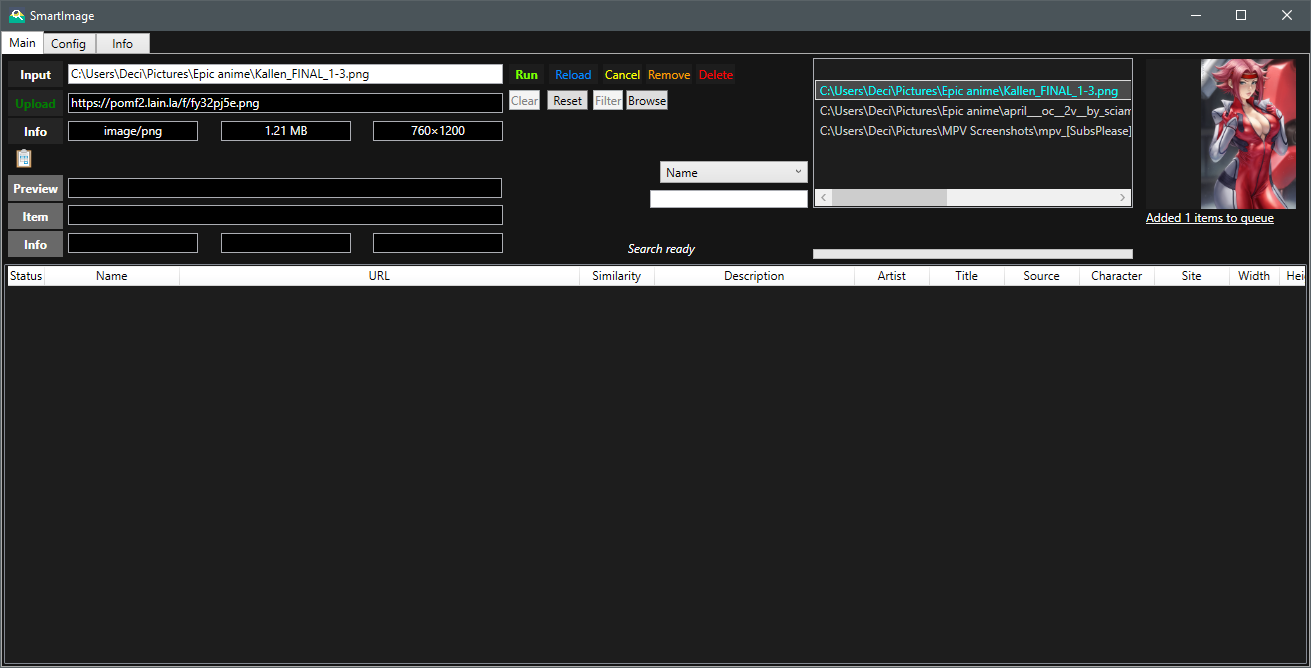 SmartImage
Main Config Info
Input C:\Users\Deci\Pictures\Epic anime\Kallen_FINAL_1-3.png Run Reload Cancel Remove Delete
Upload https://pomf2.lain.la/f/fy32pj5e.png Clear Reset Filter Browse
Info image/png 1.21 MB 760×1200
C:\Users\Deci\Pictures\Epic anime\Kallen_FINAL_1-3.png
C:\Users\Deci\Pictures\Epic anime\april___oc__2v__by_sciam
C:\Users\Deci\Pictures\MPV Screenshots\mpv_[SubsPlease]
Name
Preview
Item
Info
Added 1 items to queue
Search ready
Status Name URL Similarity Description Artist Title Source Character Site Width Hei